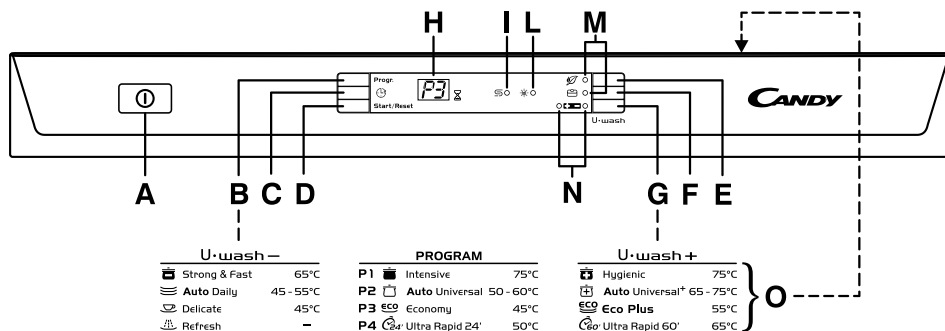 H I L M
Progr.
P3
Start/Reset
CANDY
U•wash
A B C D N G F E
U•wash –
Strong & Fast 65°C
Auto Daily 45 - 55°C
Delicate 45°C
Refresh –
PROGRAM
P1 Intensive 75°C
P2 Auto Universal 50 - 60°C
P3 ECO Economy 45°C
P4 24' Ultra Rapid 24' 50°C
U•wash +
Hygienic 75°C
Auto Universal+ 65 - 75°C
ECO Eco Plus 55°C
60' Ultra Rapid 60' 65°C
O